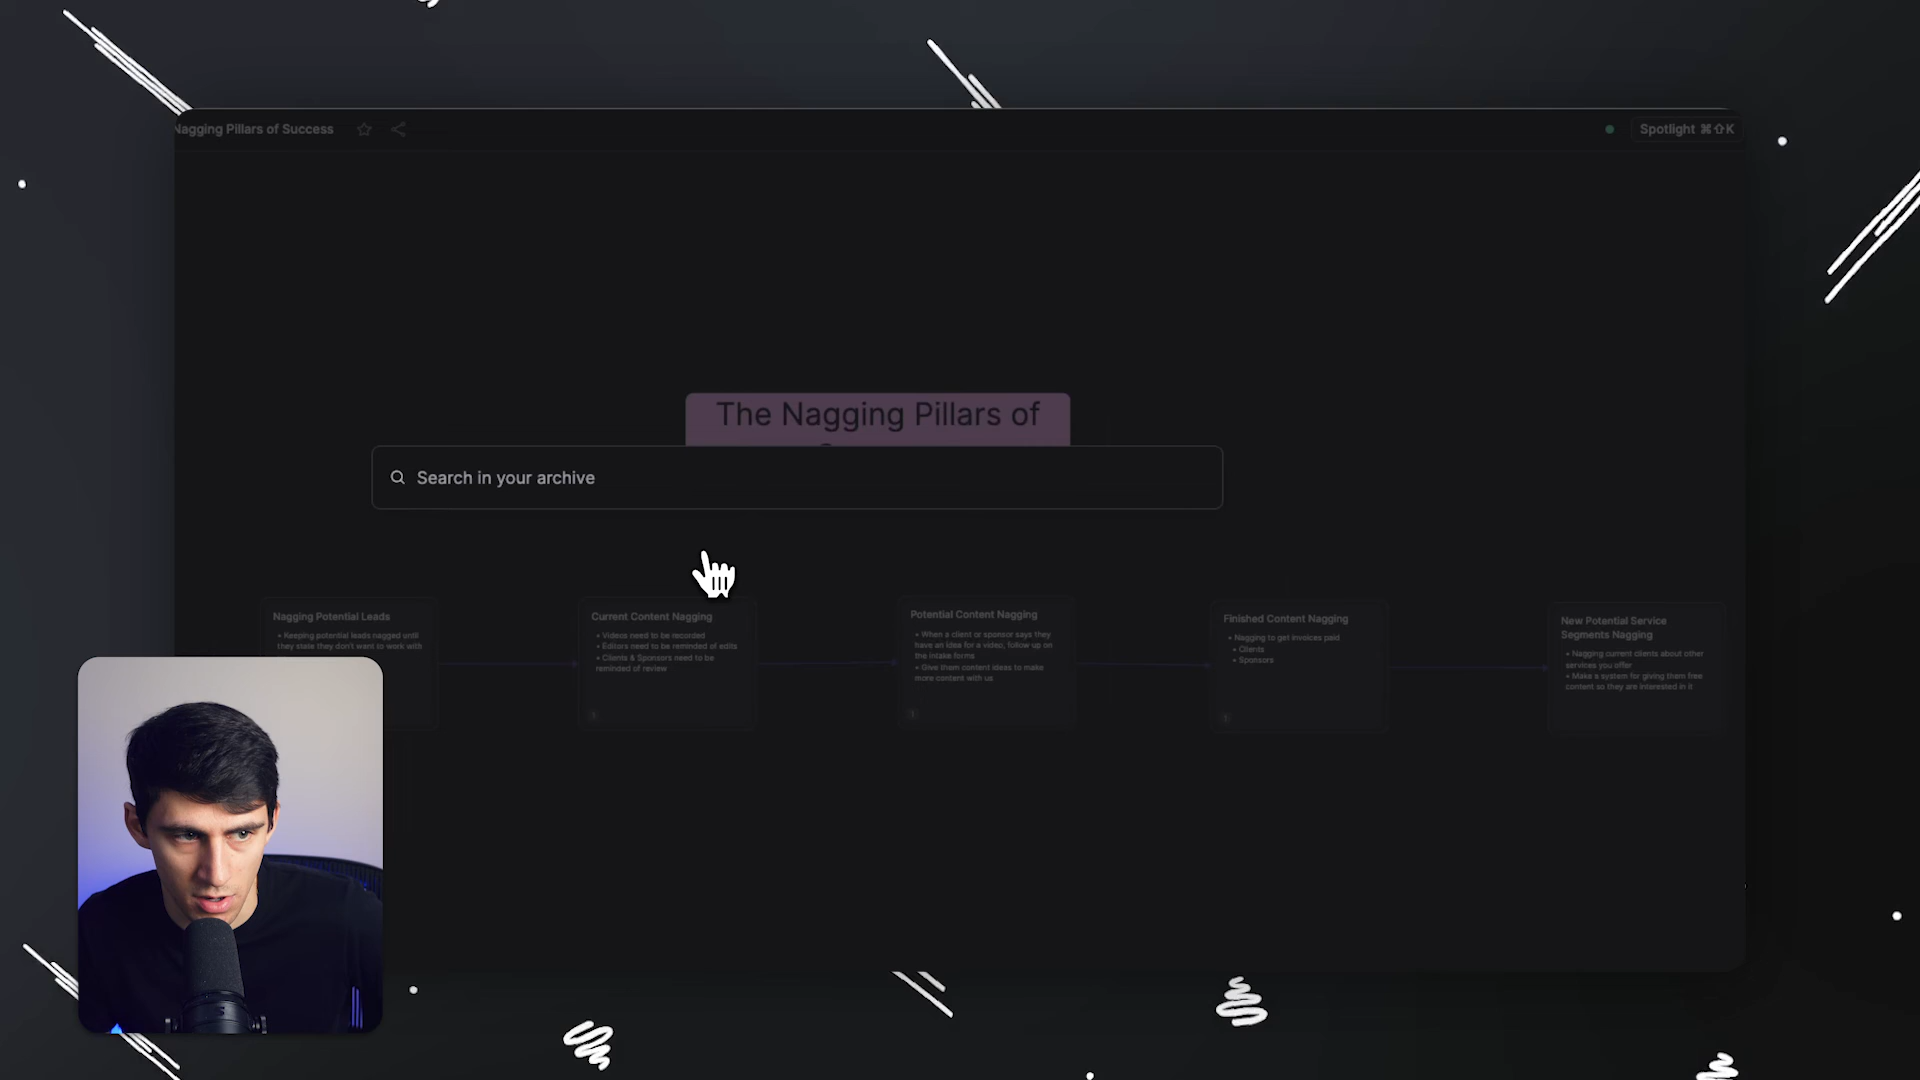 Nagging Pillars of Success
Spotlight ⌘⇧K
The Nagging Pillars of
Search in your archive
Nagging Potential Leads
• Keeping potential leads nagged until
they state they don't want to work with
Current Content Nagging
• Videos need to be recorded
• Editors need to be reminded of edits
• Clients & Sponsors need to be
reminded of review
1
Potential Content Nagging
• When a client or sponsor says they
have an idea for a video, follow up on
the intake forms
• Give them content ideas to make
more content with us
1
Finished Content Nagging
• Nagging to get invoices paid
• Clients
• Sponsors
1
New Potential Service
Segments Nagging
• Nagging current clients about other
services you offer
• Make a system for giving them free
content so they are interested in it